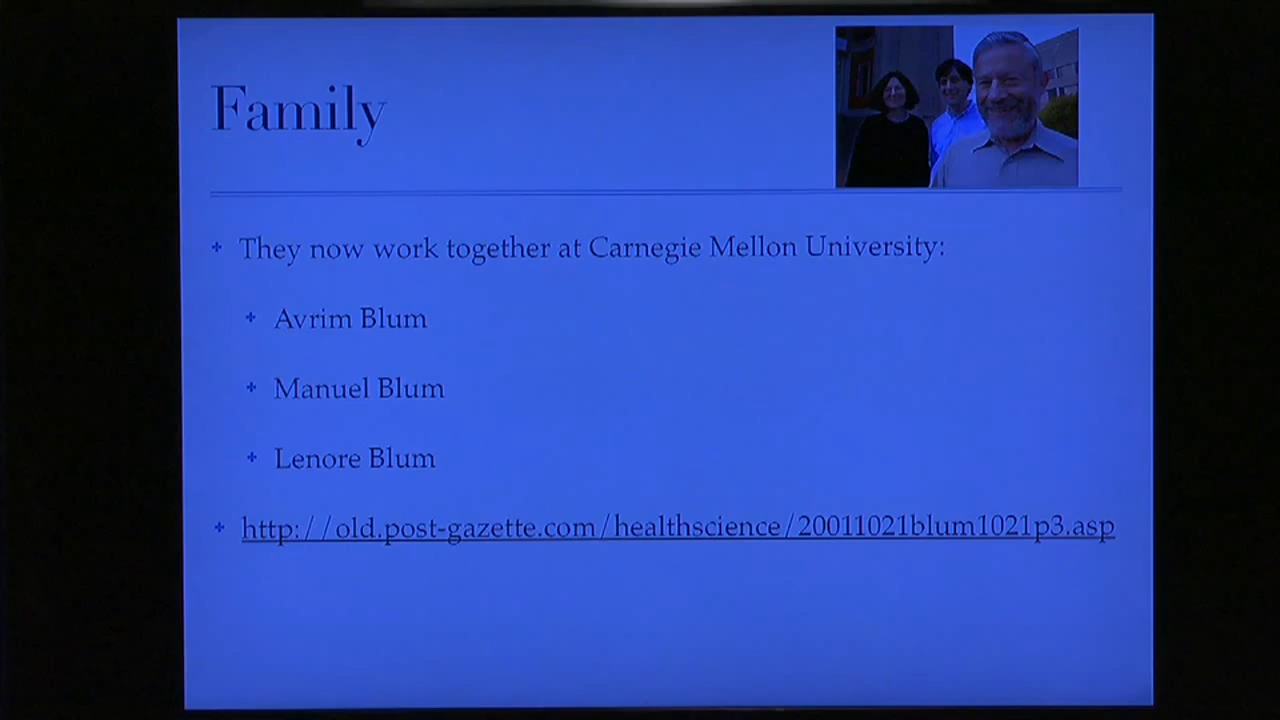 Family
They now work together at Carnegie Mellon University:
Avrim Blum
Manuel Blum
Lenore Blum
http://old.post-gazette.com/healthscience/20011021blum1021p3.asp